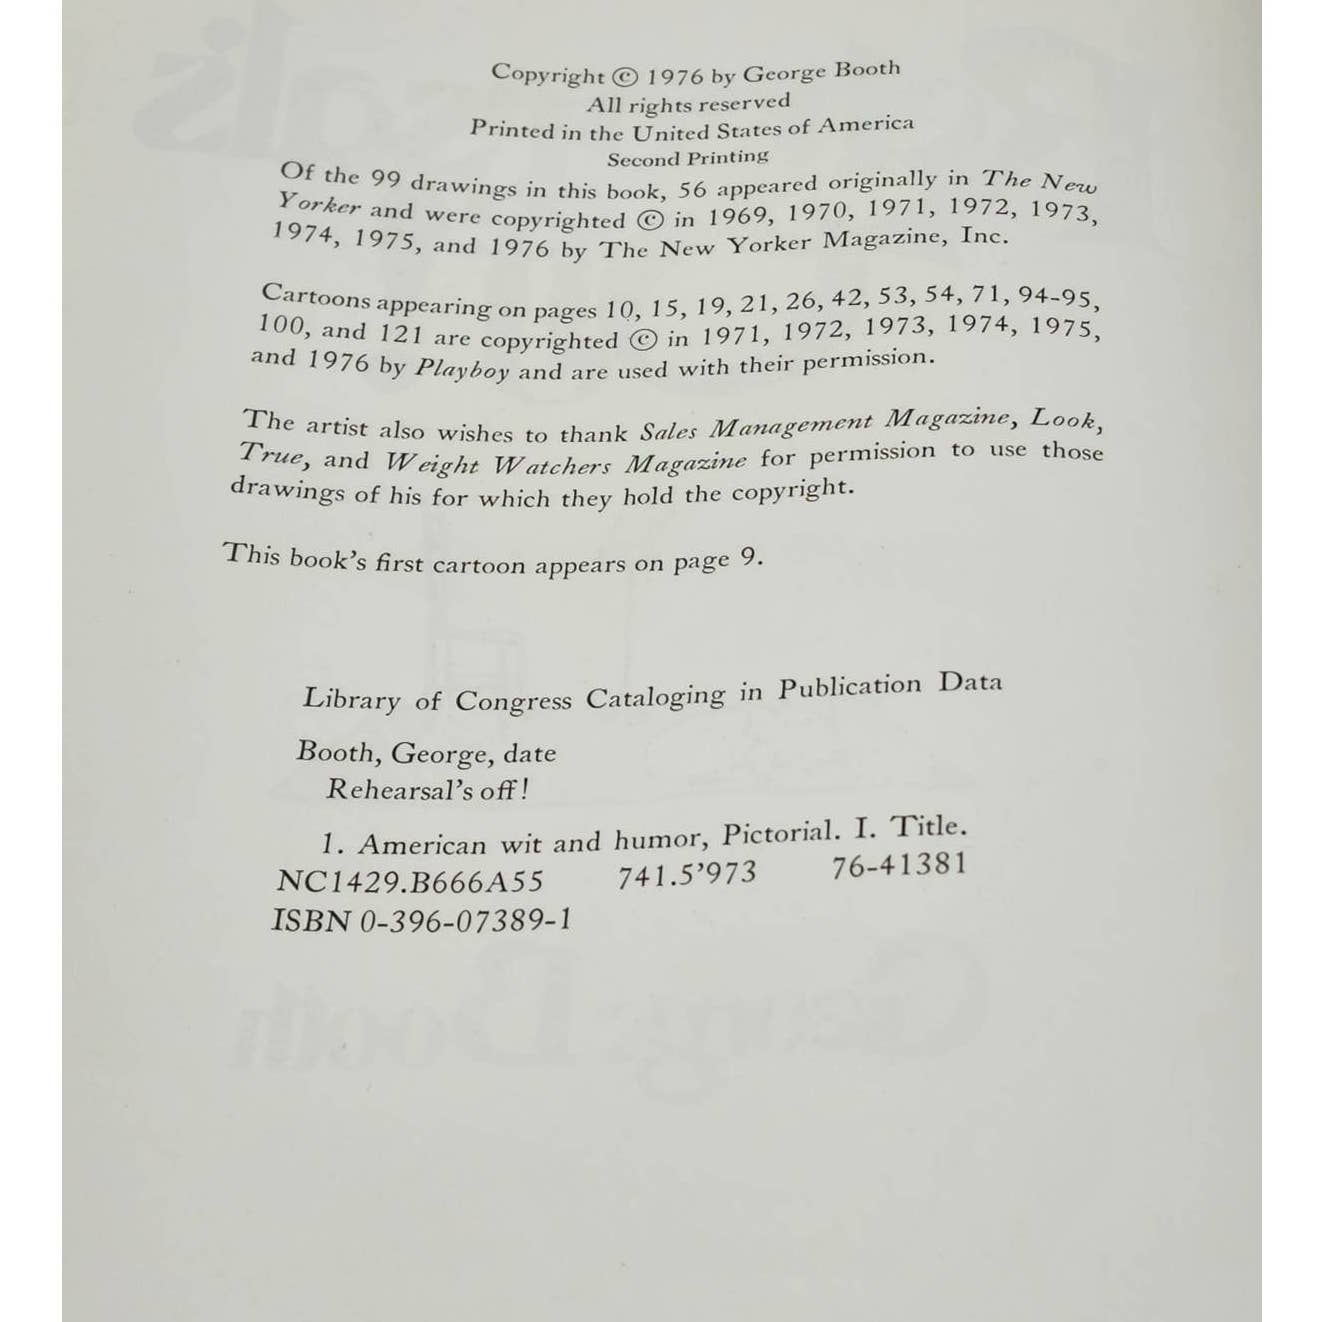 Copyright © 1976 by George Booth
All rights reserved
Printed in the United States of America
Second Printing
Of the 99 drawings in this book, 56 appeared originally in The New
Yorker and were copyrighted © in 1969, 1970, 1971, 1972, 1973,
1974, 1975, and 1976 by The New Yorker Magazine, Inc.
Cartoons appearing on pages 10, 15, 19, 21, 26, 42, 53, 54, 71, 94-95,
100, and 121 are copyrighted © in 1971, 1972, 1973, 1974, 1975,
and 1976 by Playboy and are used with their permission.
The artist also wishes to thank Sales Management Magazine, Look,
True, and Weight Watchers Magazine for permission to use those
drawings of his for which they hold the copyright.
This book’s first cartoon appears on page 9.
Library of Congress Cataloging in Publication Data
Booth, George, date
Rehearsal’s off!
1. American wit and humor, Pictorial. I. Title.
NC1429.B666A55 741.5’973 76-41381
ISBN 0-396-07389-1